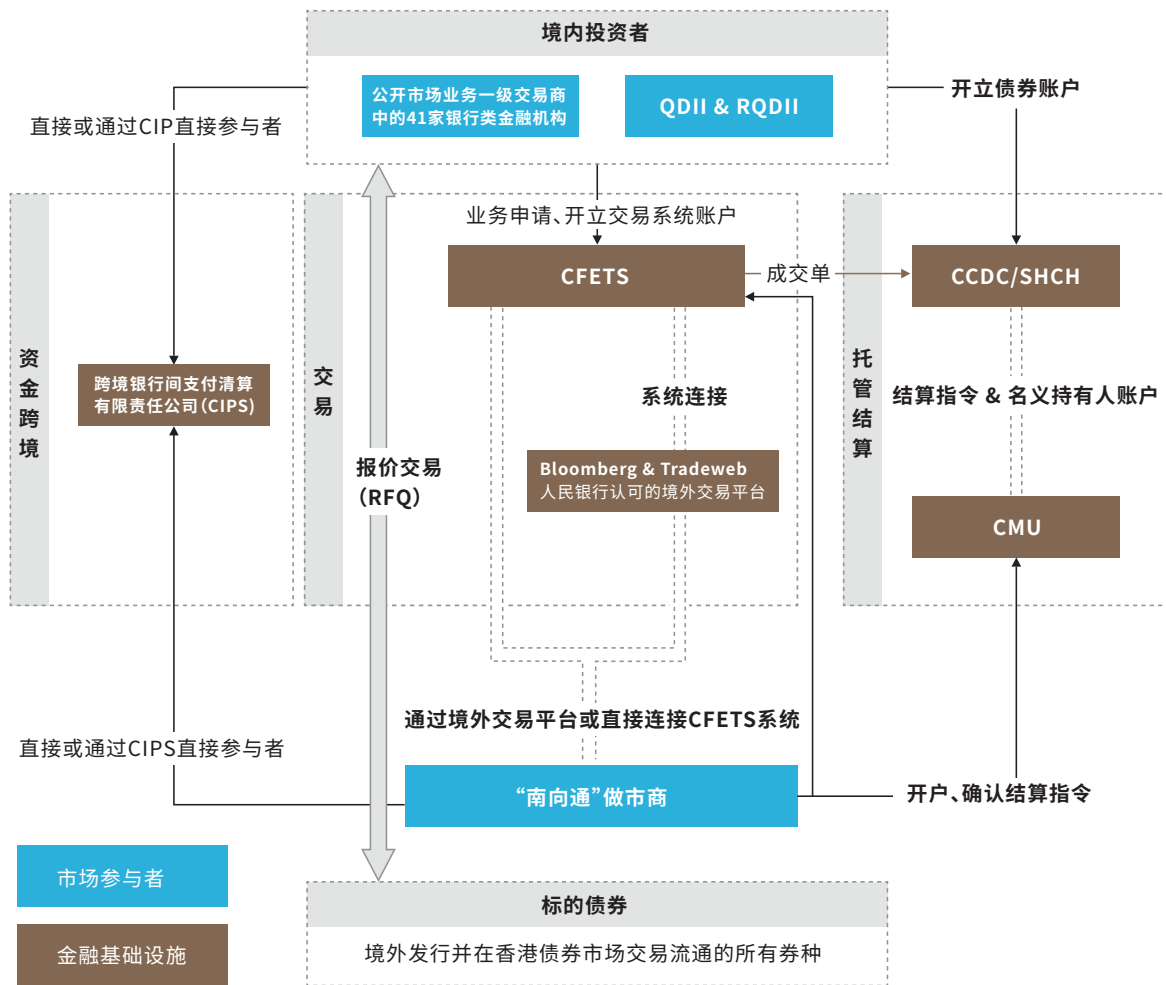 境内投资者
公开市场业务一级交易商
中的41家银行类金融机构
QDII & RQDII
开立债券账户
直接或通过CIP直接参与者
业务申请、开立交易系统账户
CFETS
成交单
CCDC/SHCH
资金跨境
交易
托管结算
跨境银行间支付清算
有限责任公司(CIPS)
系统连接
结算指令 & 名义持有人账户
报价交易
(RFQ)
Bloomberg & Tradeweb
人民银行认可的境外交易平台
CMU
通过境外交易平台或直接连接CFETS系统
直接或通过CIPS直接参与者
“南向通”做市商
开户、确认结算指令
市场参与者
标的债券
金融基础设施
境外发行并在香港债券市场交易流通的所有券种